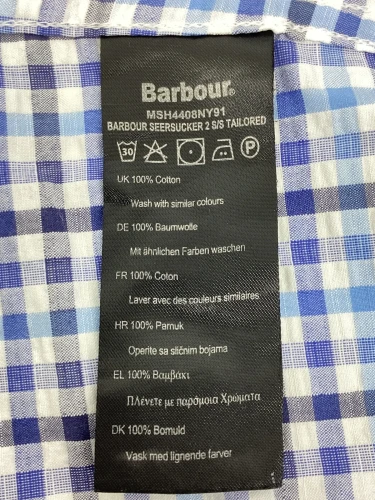 Barbour®
MSH4408NY91
BARBOUR SEERSUCKER 2 S/S TAILORED
30 P
UK 100% Cotton
Wash with similar colours
DE 100% Baumwolle
Mit ähnlichen Farben waschen
FR 100% Coton
Laver avec des couleurs similaires
HR 100% Pamuk
Operite sa sličnim bojama
EL 100% Βαμβάκι
Πλένετε με παρόμοια Χρώματα
DK 100% Bomuld
Vask med lignende farver